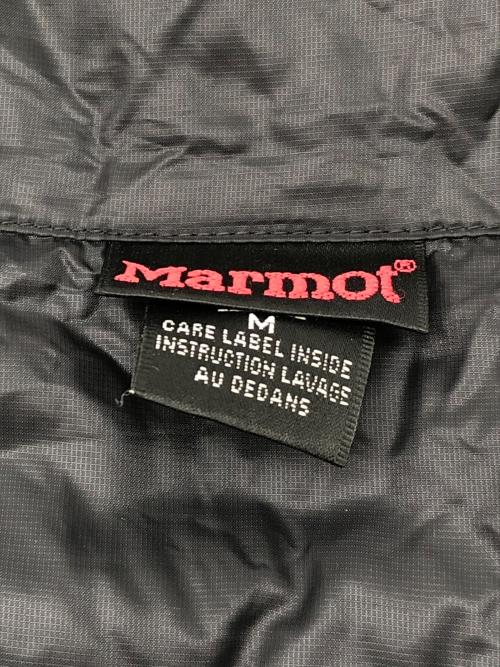 Marmot®
M
CARE LABEL INSIDE
INSTRUCTION LAVAGE
AU DEDANS